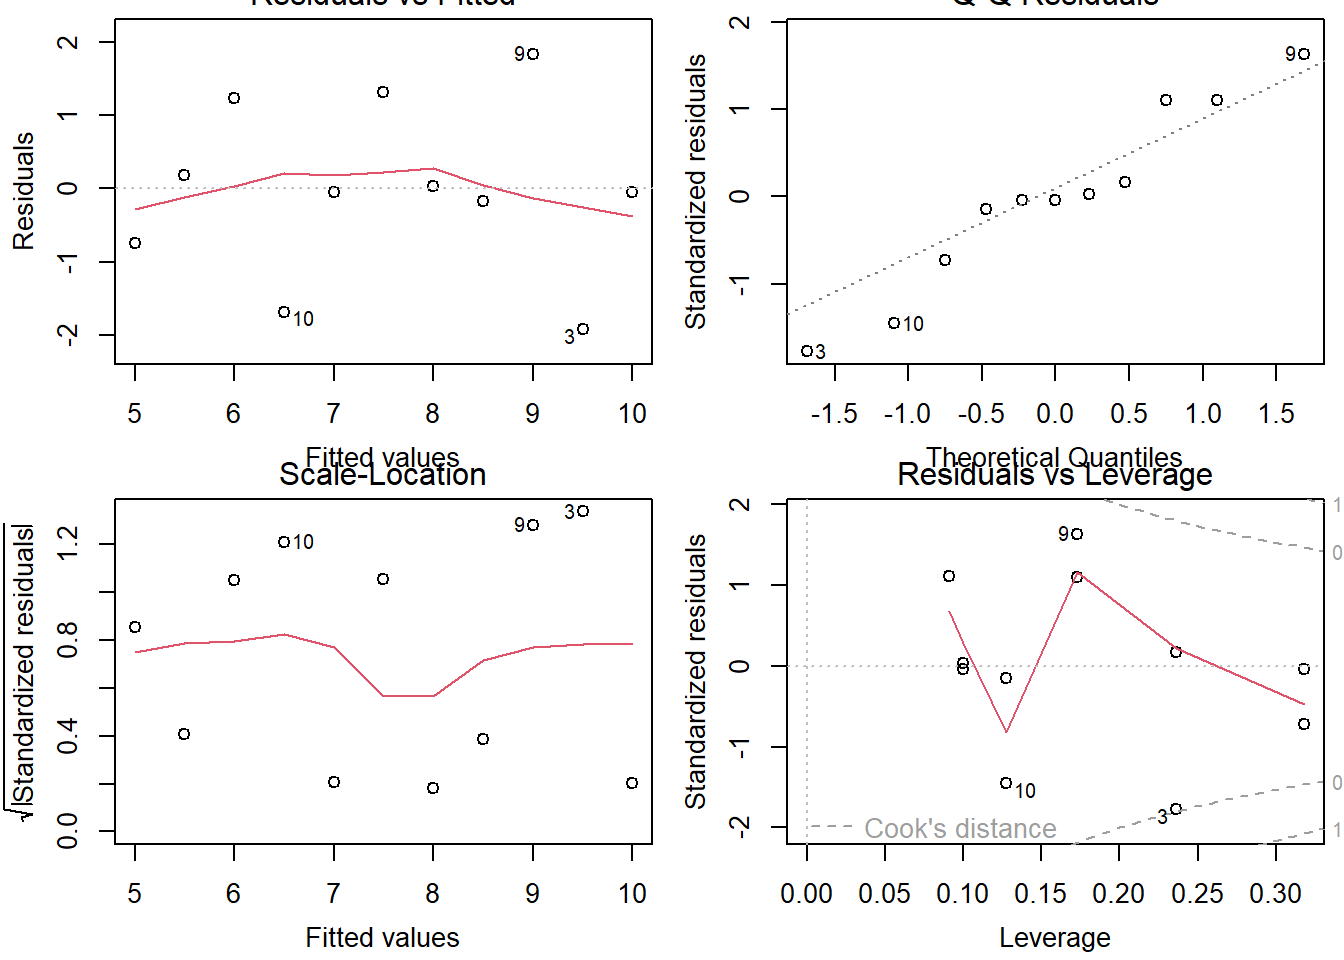 Residuals vs Fitted
Residuals
2
1
0
-1
-2
9
10
3
5 6 7 8 9 10
Fitted values
Q-Q Residuals
Standardized residuals
2
1
0
-1
9
10
3
-1.5 -1.0 -0.5 0.0 0.5 1.0 1.5
Theoretical Quantiles
Scale-Location
√|Standardized residuals|
1.2
0.8
0.4
0.0
10
9
3
5 6 7 8 9 10
Fitted values
Residuals vs Leverage
Standardized residuals
2
1
0
-1
-2
9
10
3
Cook's distance
1
0
0
1
0.00 0.05 0.10 0.15 0.20 0.25 0.30
Leverage